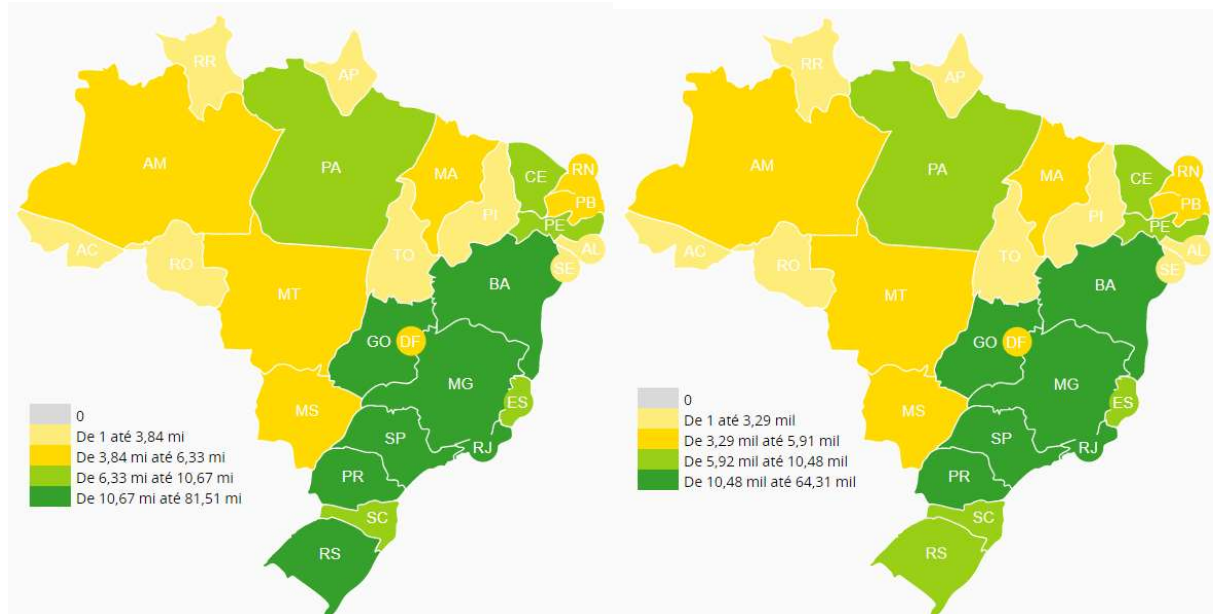 RR
AP
AM
PA
MA
CE
RN
PB
PI
PE
AC
TO
AL
RO
SE
BA
MT
GO
DF
MG
ES
MS
SP
RJ
PR
SC
RS
0
De 1 até 3,84 mi
De 3,84 mi até 6,33 mi
De 6,33 mi até 10,67 mi
De 10,67 mi até 81,51 mi
RR
AP
AM
PA
MA
CE
RN
PB
PI
PE
AC
TO
AL
RO
SE
BA
MT
GO
DF
MG
ES
MS
SP
RJ
PR
SC
RS
0
De 1 até 3,29 mil
De 3,29 mil até 5,91 mil
De 5,92 mil até 10,48 mil
De 10,48 mil até 64,31 mil